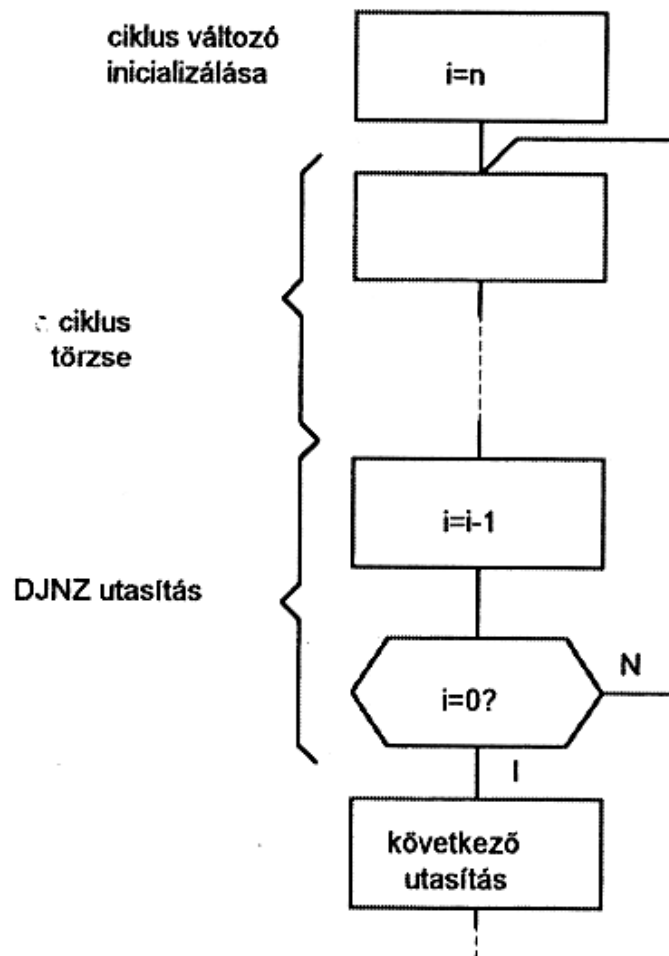 ciklus változó
inicializálása
i=n
ciklus
törzse
i=i-1
DJNZ utasítás
i=0?
N
I
következő
utasítás